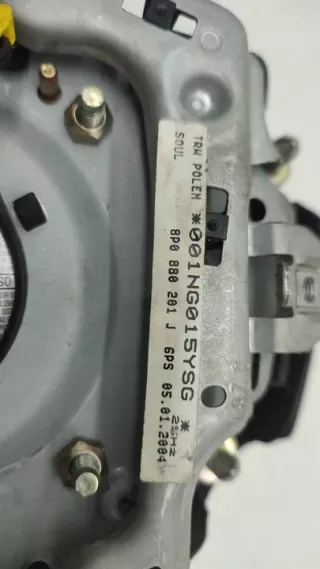 TRW POLEN *001NG015YSG*
SOUL
8P0 880 201 J 6PS 05.01.2004